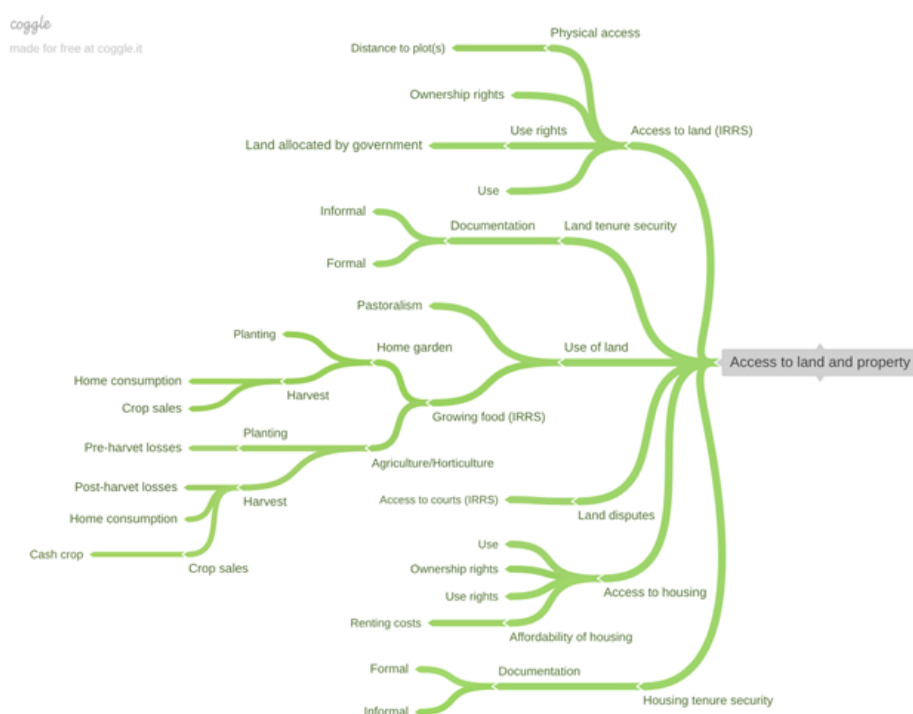 coggle
made for free at coggle.it
Physical access
Distance to plot(s)
Ownership rights
Use rights
Access to land (IRRS)
Land allocated by government
Use
Informal
Documentation
Land tenure security
Formal
Pastoralism
Planting
Home garden
Use of land
Access to land and property
Home consumption
Harvest
Crop sales
Growing food (IRRS)
Planting
Pre-harvet losses
Agriculture/Horticulture
Post-harvet losses
Harvest
Access to courts (IRRS)
Land disputes
Home consumption
Cash crop
Crop sales
Use
Ownership rights
Access to housing
Use rights
Renting costs
Affordability of housing
Formal
Documentation
Housing tenure security
Informal